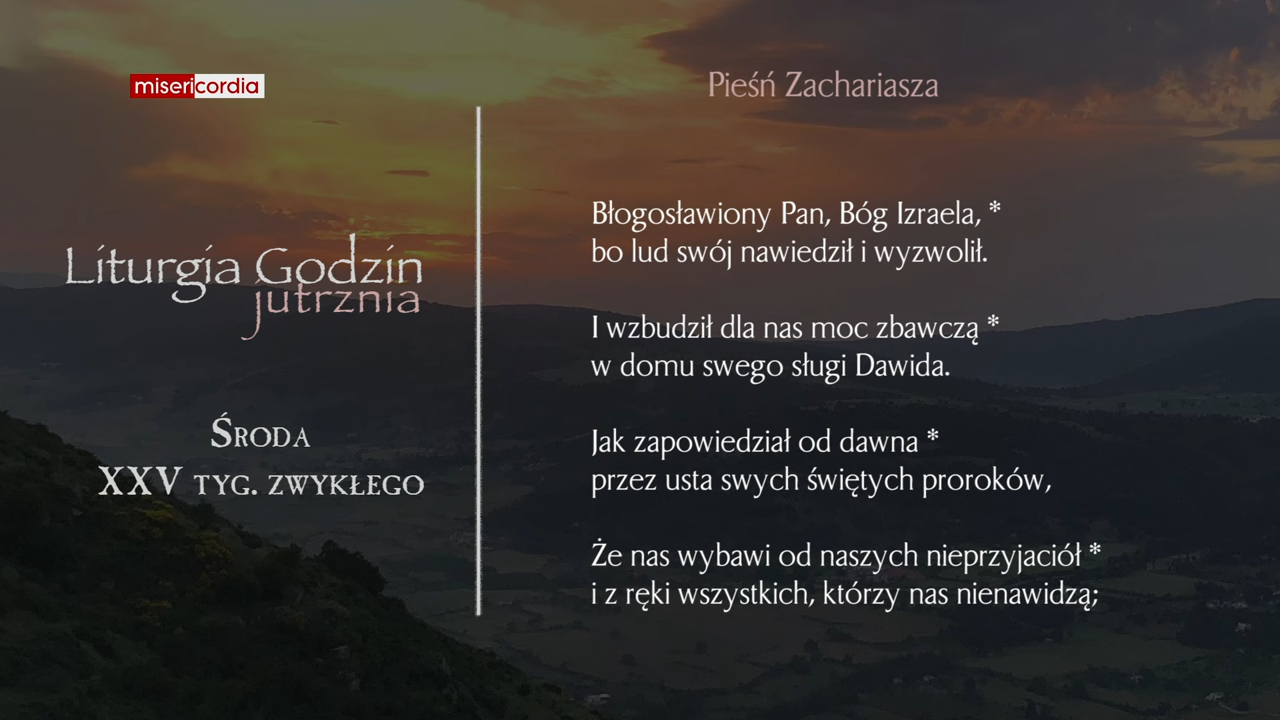 misericordia
Liturgia Godzin
jutrznia
Środa
XXV tyg. zwykłego
Pieśń Zachariasza
Błogosławiony Pan, Bóg Izraela, *
bo lud swój nawiedził i wyzwolił.
I wzbudził dla nas moc zbawczą *
w domu swego sługi Dawida.
Jak zapowiedział od dawna *
przez usta swych świętych proroków,
Że nas wybawi od naszych nieprzyjaciół *
i z ręki wszystkich, którzy nas nienawidzą;